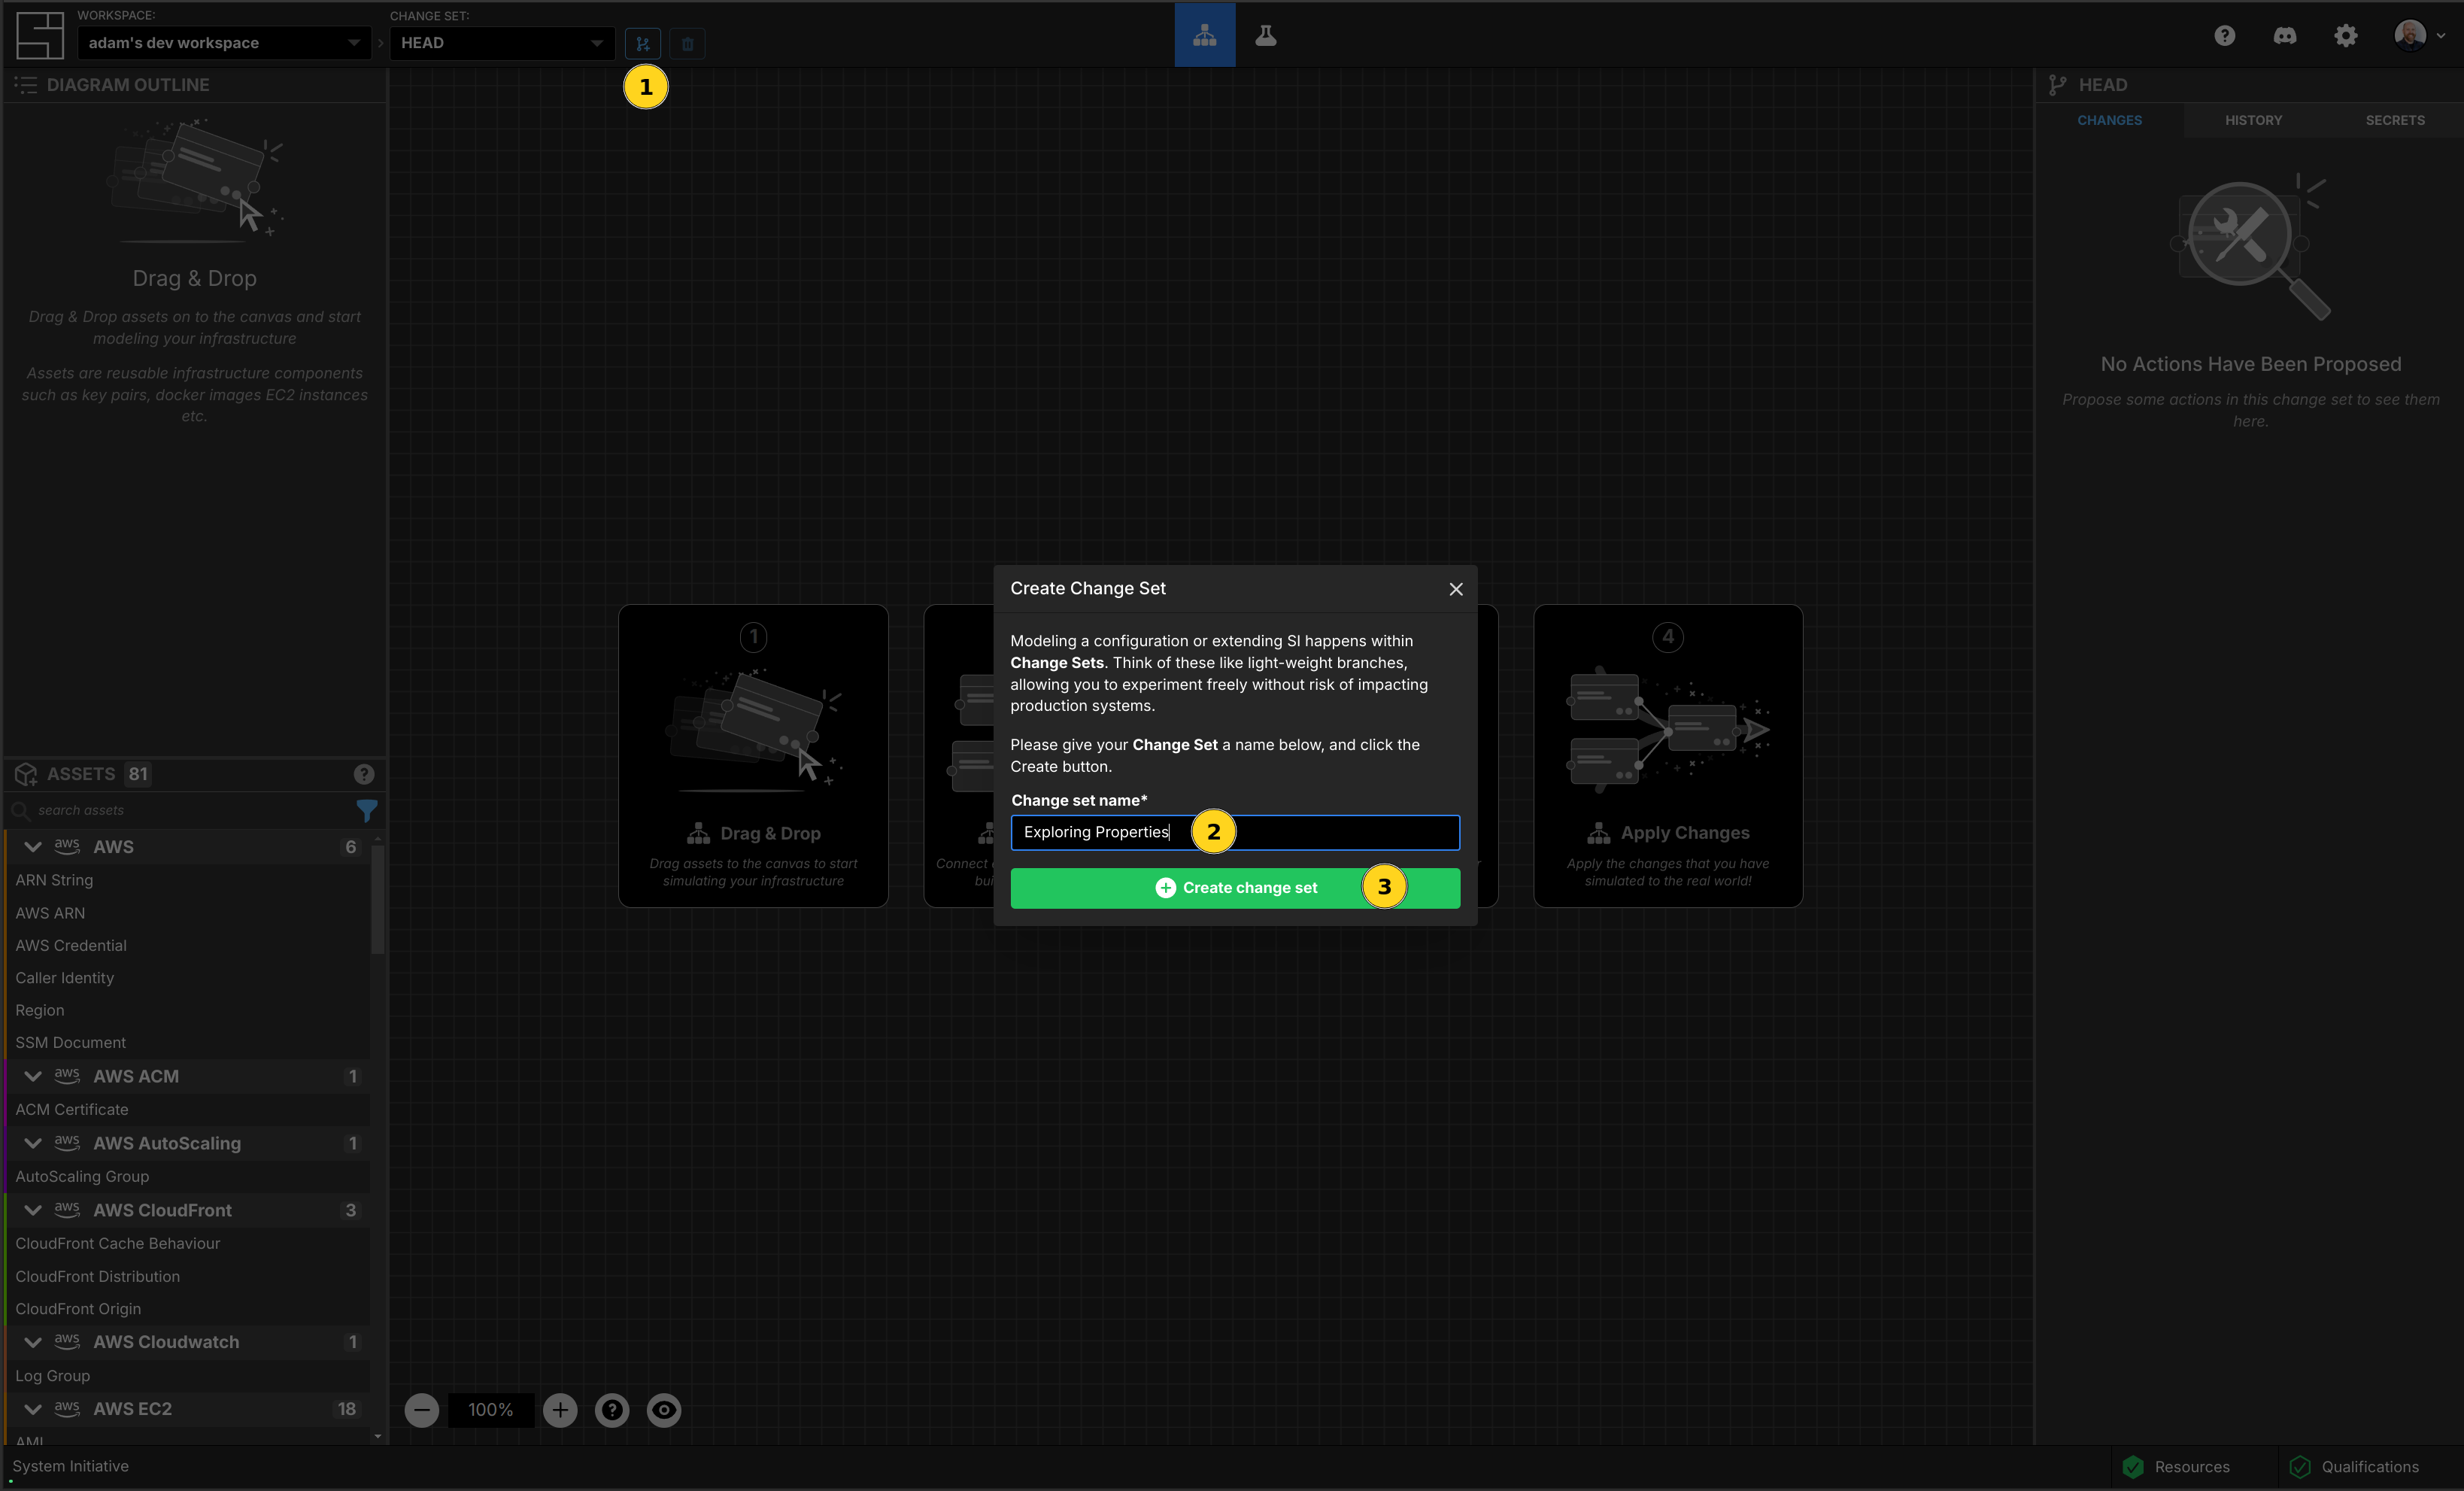 WORKSPACE:
adam's dev workspace
CHANGE SET:
HEAD
1
DIAGRAM OUTLINE
Drag & Drop
Drag & Drop assets on to the canvas and start
modeling your infrastructure
Assets are reusable infrastructure components
such as key pairs, docker images EC2 instances
etc.
ASSETS 81
search assets
aws AWS 6
ARN String
AWS ARN
AWS Credential
Caller Identity
Region
SSM Document
aws AWS ACM 1
ACM Certificate
aws AWS AutoScaling 1
AutoScaling Group
aws AWS CloudFront 3
CloudFront Cache Behaviour
CloudFront Distribution
CloudFront Origin
aws AWS Cloudwatch 1
Log Group
aws AWS EC2 18
AMI
1
Drag & Drop
Drag assets to the canvas to start
simulating your infrastructure
Connect
bui
Create Change Set
Modeling a configuration or extending SI happens within
Change Sets. Think of these like light-weight branches,
allowing you to experiment freely without risk of impacting
production systems.
Please give your Change Set a name below, and click the
Create button.
Change set name*
Exploring Properties
2
Create change set
3
4
Apply Changes
Apply the changes that you have
simulated to the real world!
100%
HEAD
CHANGES
HISTORY
SECRETS
No Actions Have Been Proposed
Propose some actions in this change set to see them
here.
System Initiative
Resources
Qualifications